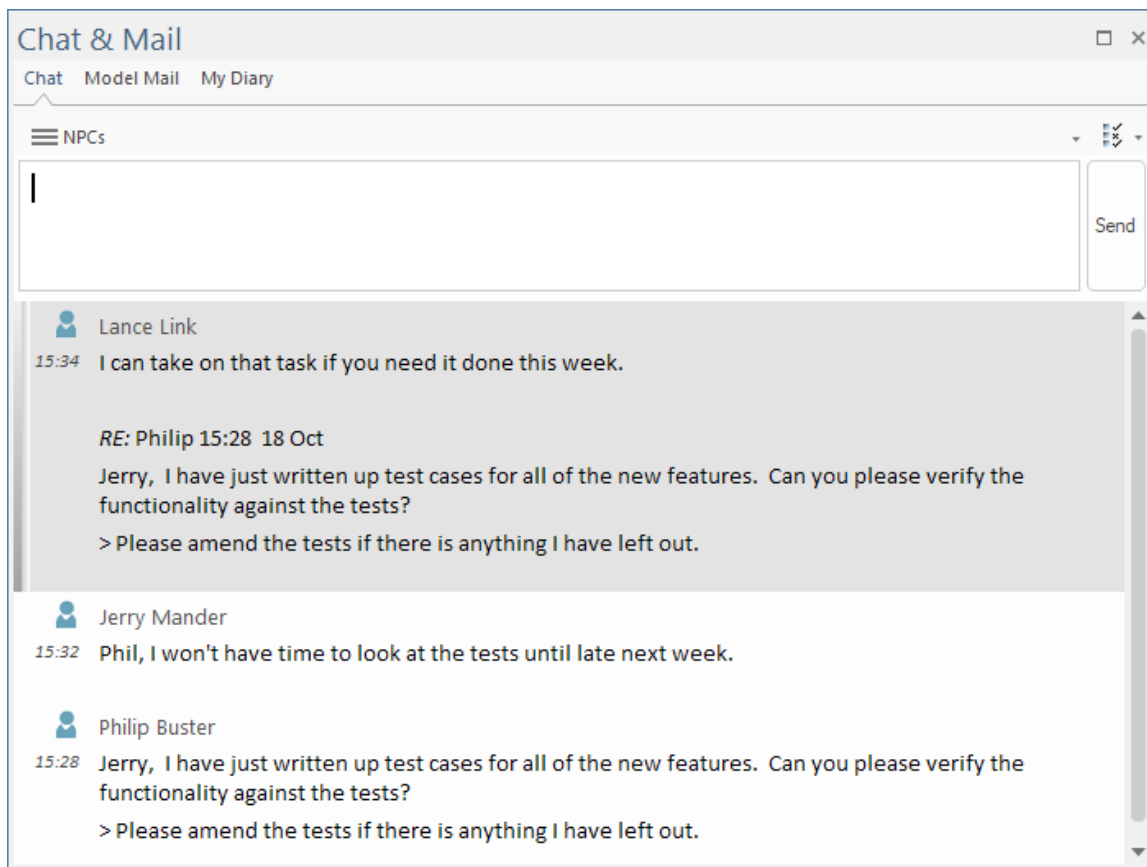 Chat & Mail
Chat Model Mail My Diary
NPCs
Send
Lance Link
15:34 I can take on that task if you need it done this week.
RE: Philip 15:28 18 Oct
Jerry, I have just written up test cases for all of the new features. Can you please verify the
functionality against the tests?
> Please amend the tests if there is anything I have left out.
Jerry Mander
15:32 Phil, I won't have time to look at the tests until late next week.
Philip Buster
15:28 Jerry, I have just written up test cases for all of the new features. Can you please verify the
functionality against the tests?
> Please amend the tests if there is anything I have left out.